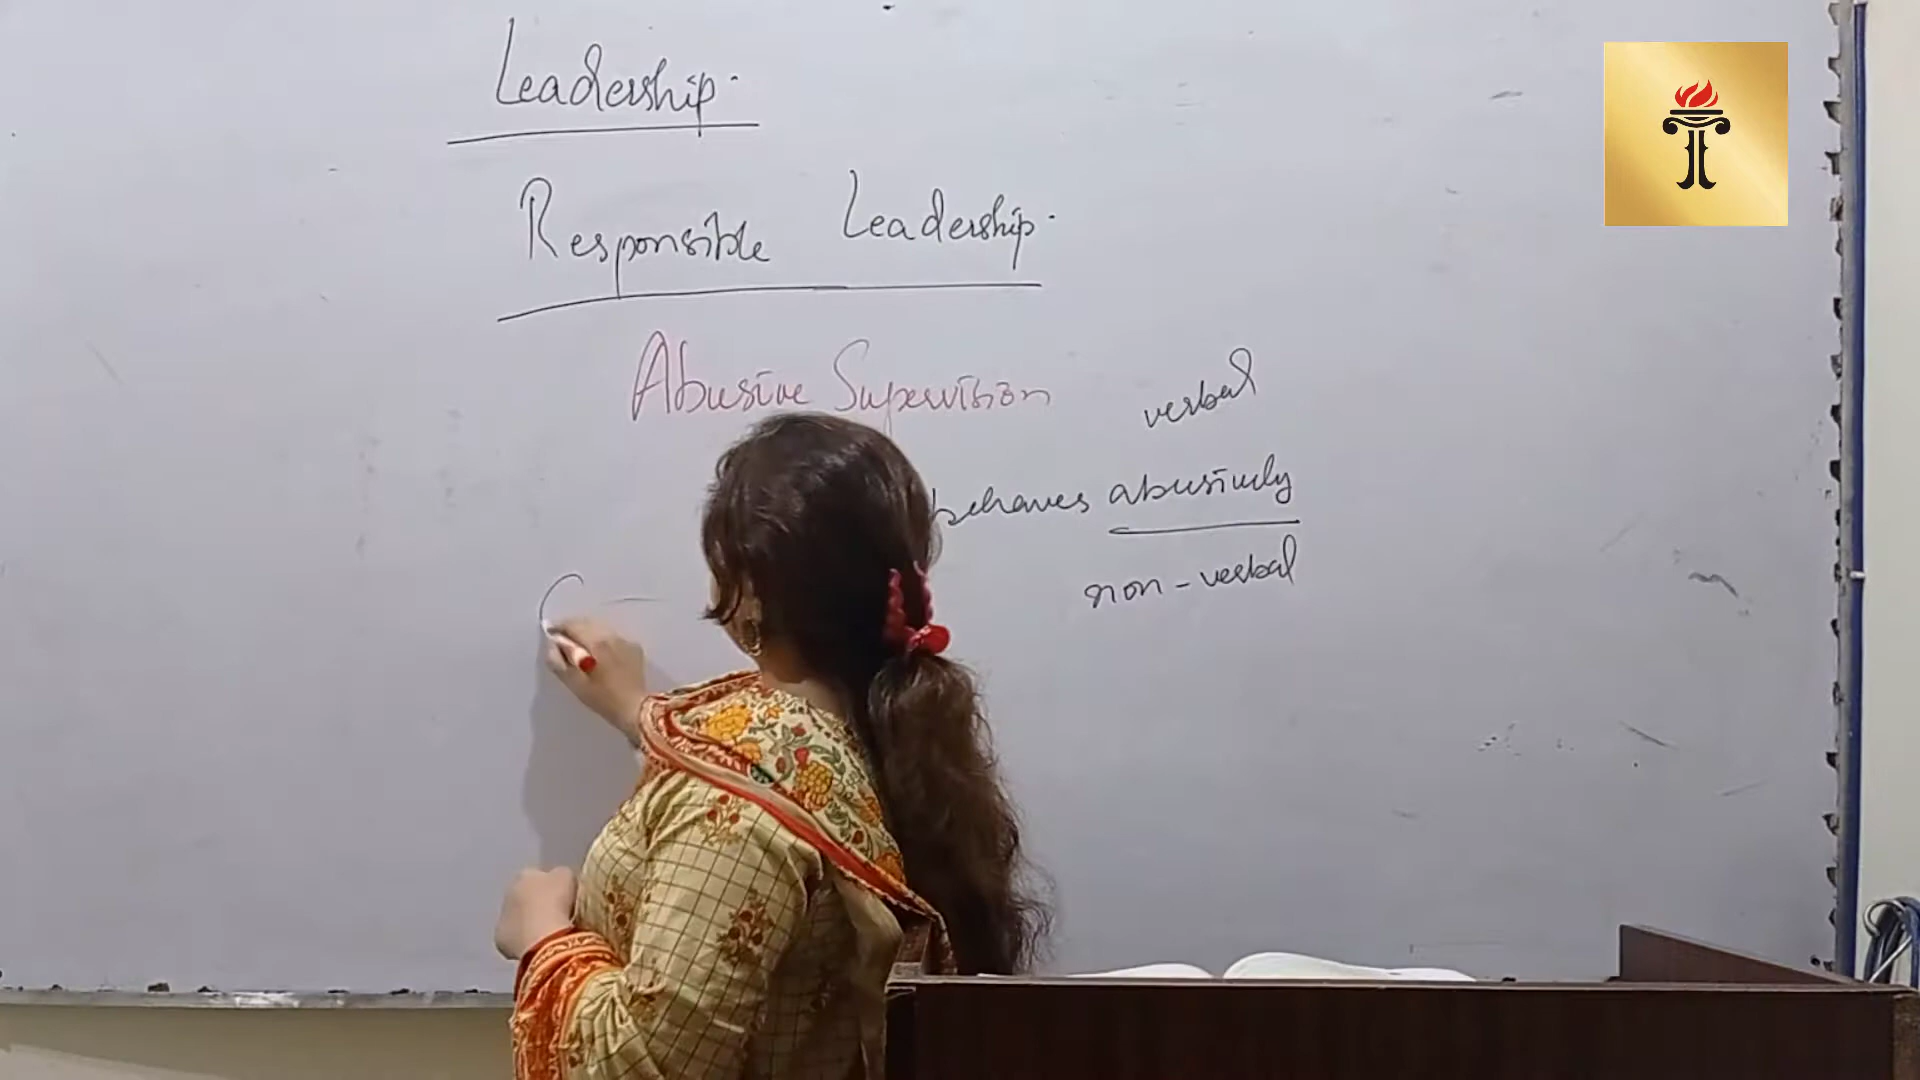 Leadership.
Responsible Leadership.
Abusive Supervision
verbal
behaves abusively
non-verbal